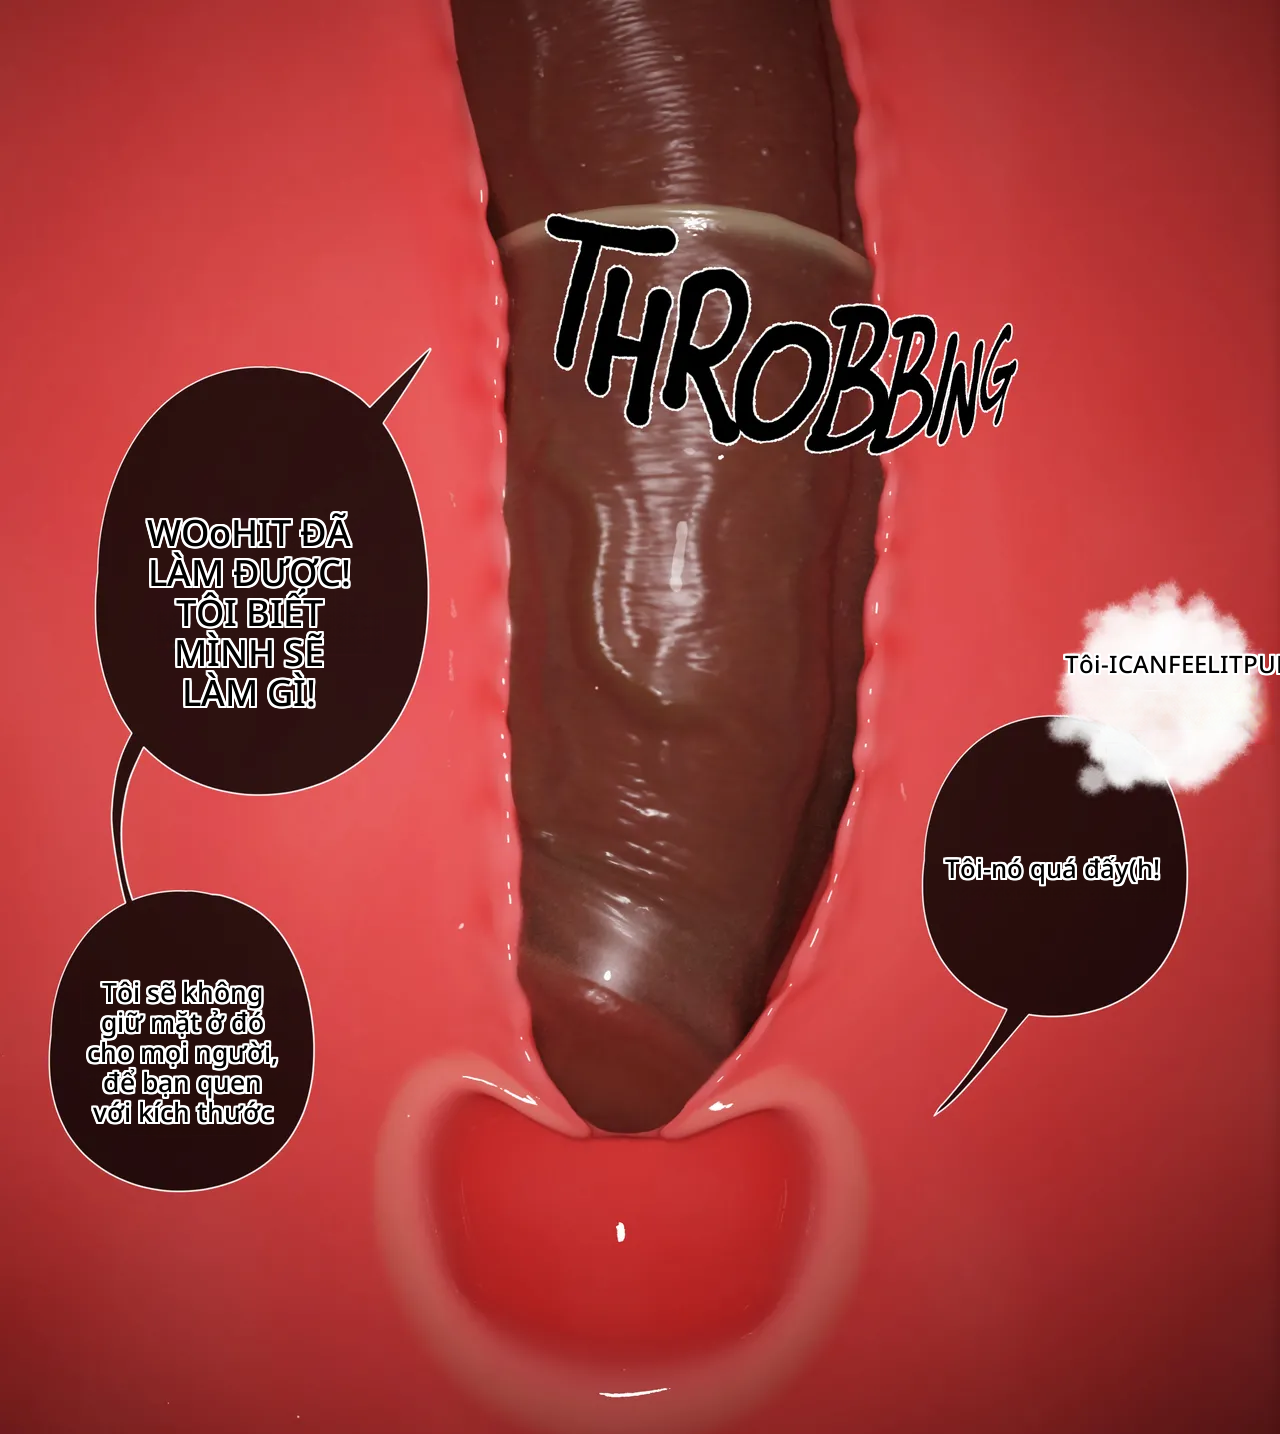 THROBBING
WOoHIT ĐÃ
LÀM ĐƯỢC!
TÔI BIẾT
MÌNH SẼ
LÀM GÌ!
Tôi-ICANFEELITPU
Tôi-nó quá đấy(h!
Tôi sẽ không
giữ mặt ở đó
cho mọi người,
để bạn quen
với kích thước